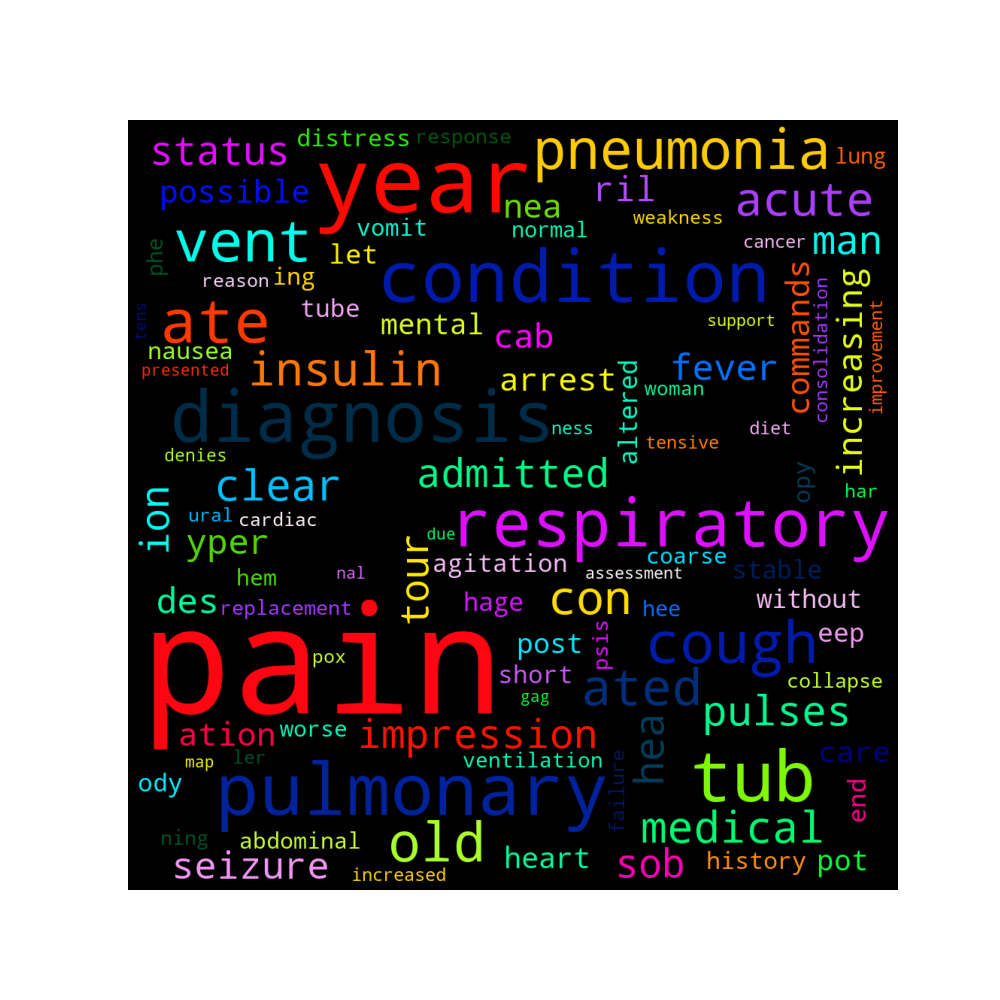 distress response
status pneumonia lung
year
possible ril acute
nea
vomit normal weakness
vent let cancer man
phe condition
reason ing commands increasing
tube consolidation
tens ate mental cab support improvement
nausea
presented insulin arrest fever
altered woman
diagnosis ness tensive diet
denies
clear admitted opy
ion har
ural cardiac respiratory
yper due
tour agitation coarse
hem nal assessment stable
des replacement hage con hee without
pain post psis cough eep
pox short
gag ated collapse
pulses
ation worse impression hea
map ler ventilation care
ody pulmonary failure tub end
ning abdominal old medical
seizure heart sob history pot
increased